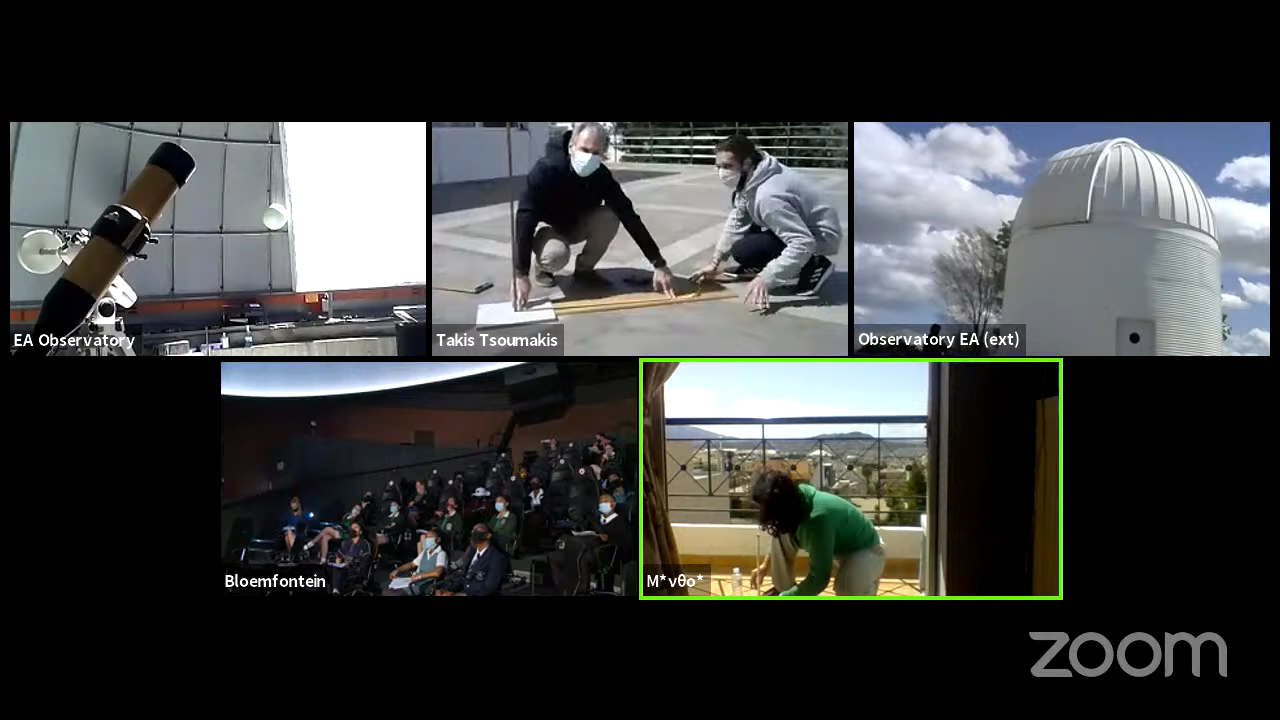 EA Observatory
Takis Tsoumakis
Observatory EA (ext)
Bloemfontein
M*νθο*
zoom